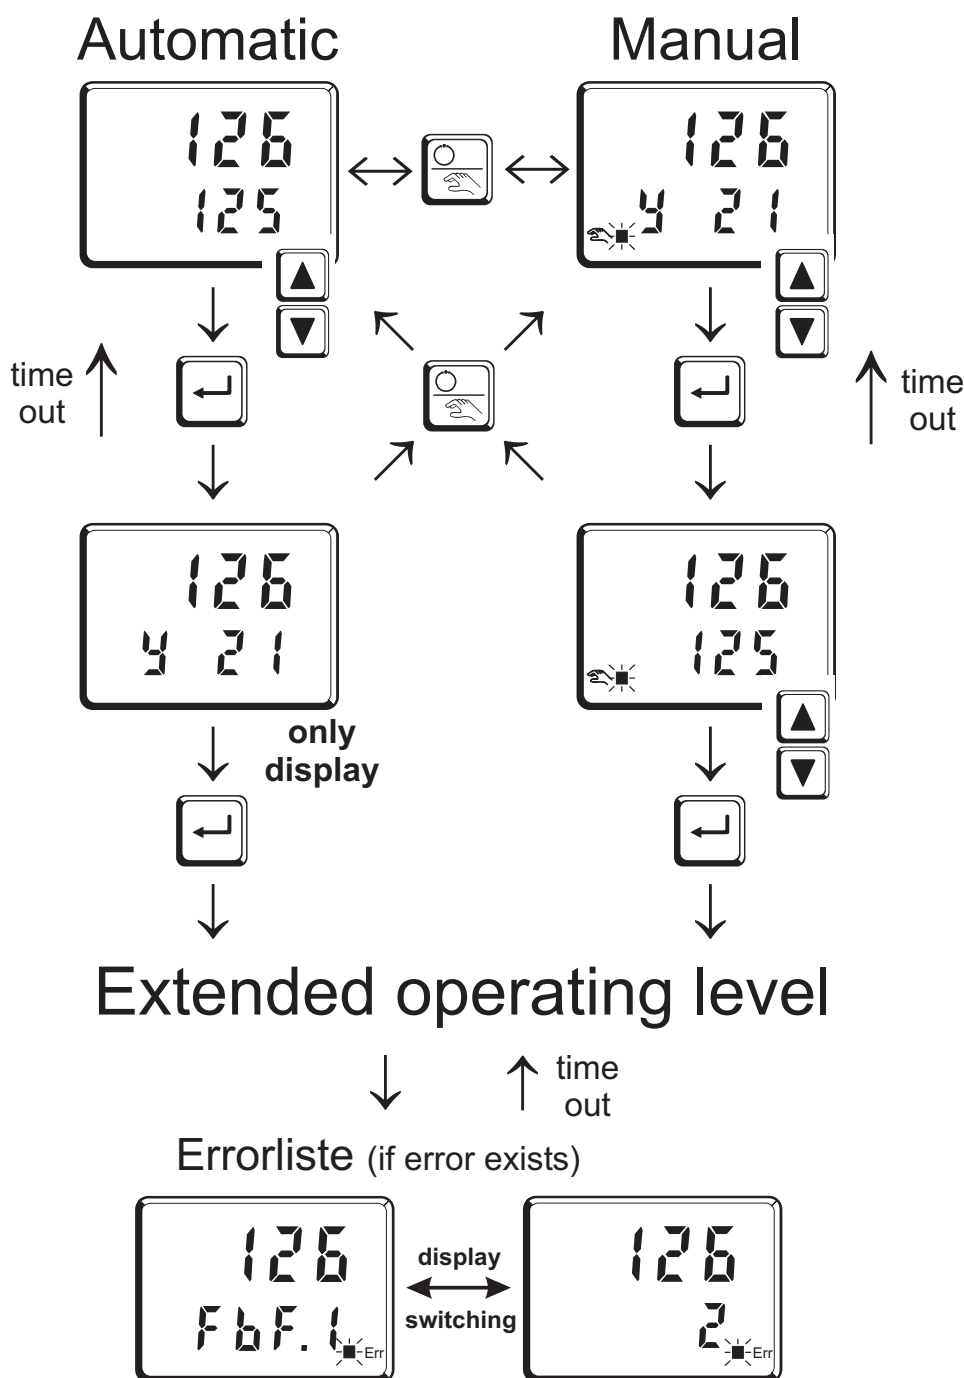 Automatic Manual
126 126
125 y 21
time out time out
126 126
y 21 125
only
display
Extended operating level
time
out
Errorliste (if error exists)
126 display 126
FbF.1 switching 2
Err Err